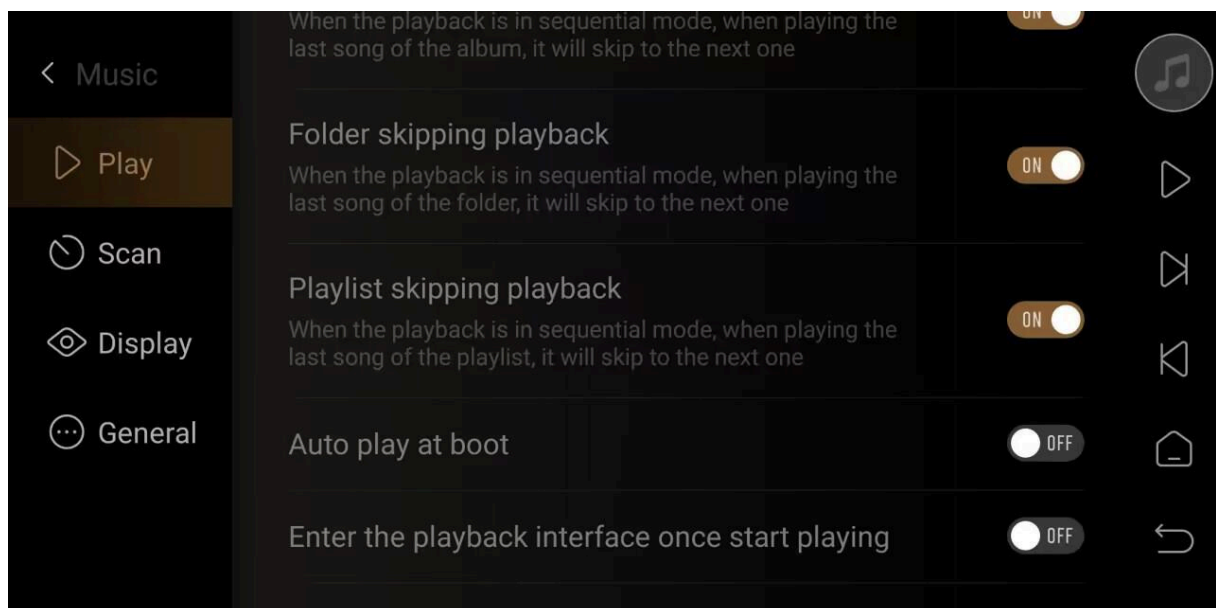 When the playback is in sequential mode, when playing the
last song of the album, it will skip to the next one
ON
Music
Play
Scan
Display
General
Folder skipping playback
When the playback is in sequential mode, when playing the
last song of the folder, it will skip to the next one
ON
Playlist skipping playback
When the playback is in sequential mode, when playing the
last song of the playlist, it will skip to the next one
ON
Auto play at boot
OFF
Enter the playback interface once start playing
OFF